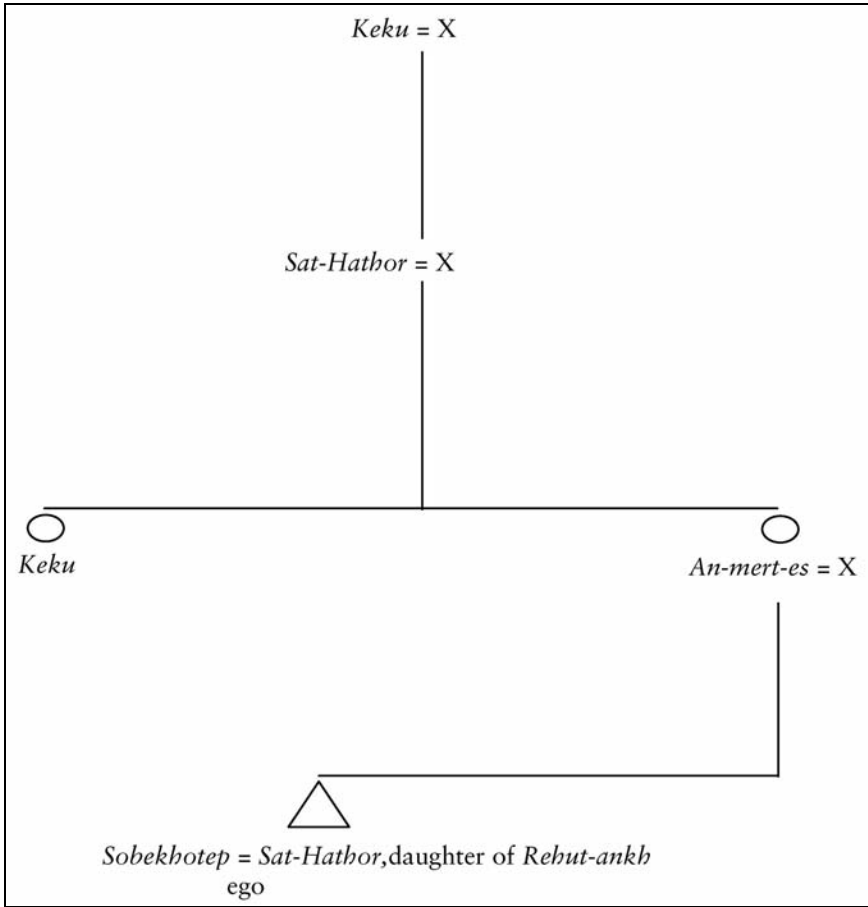 Keku = X
Sat-Hathor = X
Keku
An-mert-es = X
Sobekhotep = Sat-Hathor,daughter of Rehut-ankh
ego